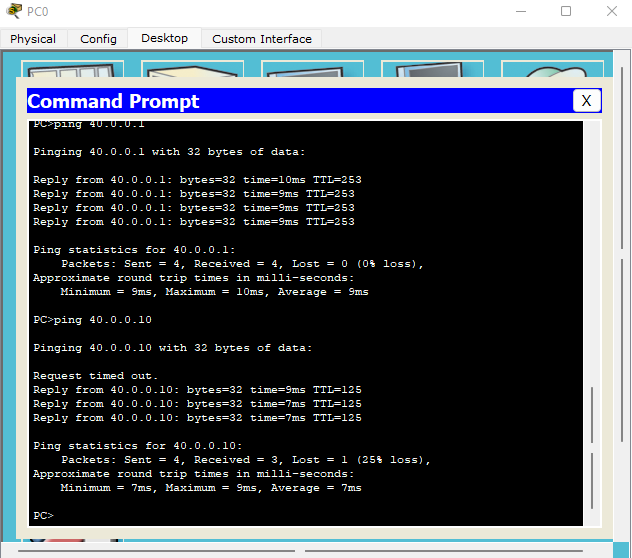 PC0
Physical Config Desktop Custom Interface
Command Prompt X
PC>ping 40.0.0.1
Pinging 40.0.0.1 with 32 bytes of data:
Reply from 40.0.0.1: bytes=32 time=10ms TTL=253
Reply from 40.0.0.1: bytes=32 time=9ms TTL=253
Reply from 40.0.0.1: bytes=32 time=9ms TTL=253
Reply from 40.0.0.1: bytes=32 time=9ms TTL=253
Ping statistics for 40.0.0.1:
Packets: Sent = 4, Received = 4, Lost = 0 (0% loss),
Approximate round trip times in milli-seconds:
Minimum = 9ms, Maximum = 10ms, Average = 9ms
PC>ping 40.0.0.10
Pinging 40.0.0.10 with 32 bytes of data:
Request timed out.
Reply from 40.0.0.10: bytes=32 time=9ms TTL=125
Reply from 40.0.0.10: bytes=32 time=7ms TTL=125
Reply from 40.0.0.10: bytes=32 time=7ms TTL=125
Ping statistics for 40.0.0.10:
Packets: Sent = 4, Received = 3, Lost = 1 (25% loss),
Approximate round trip times in milli-seconds:
Minimum = 7ms, Maximum = 9ms, Average = 7ms
PC>